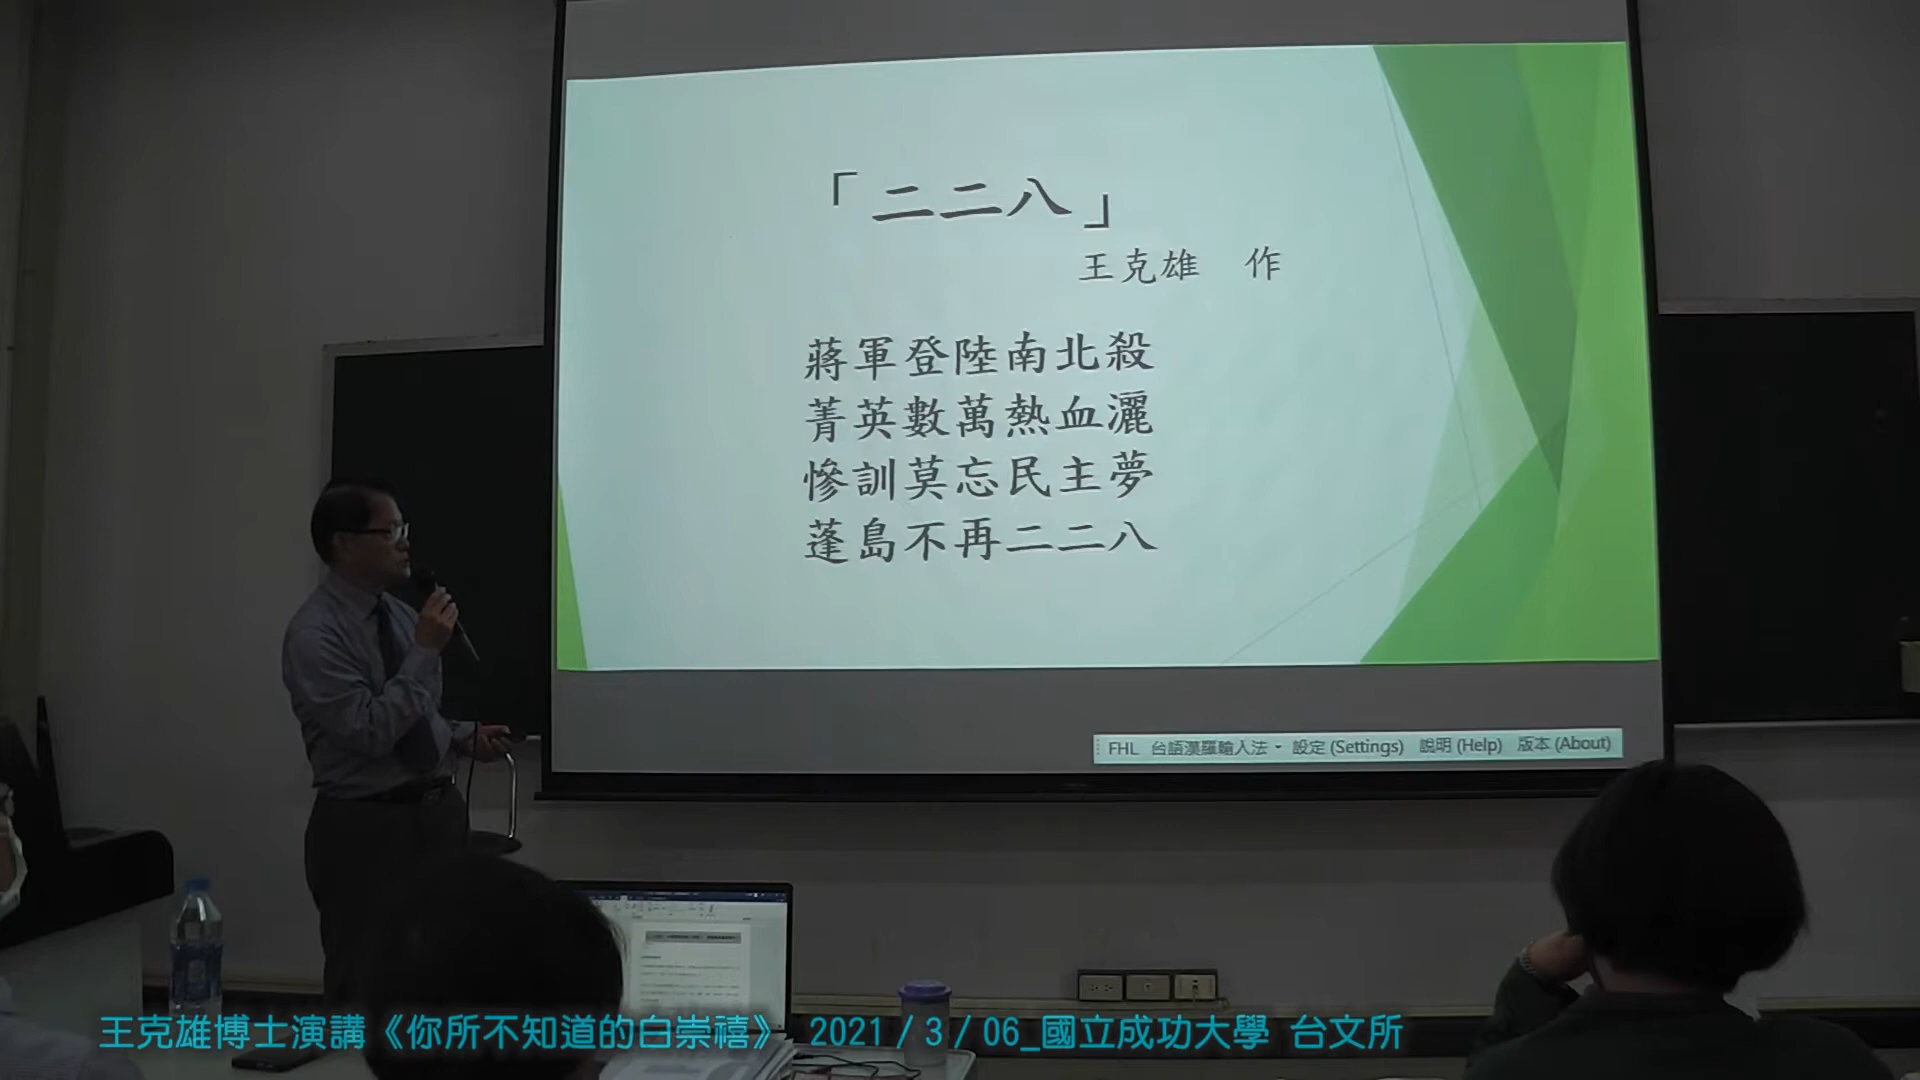 「二二八」
王克雄　作
蔣軍登陸南北殺
菁英數萬熱血灑
慘訓莫忘民主夢
蓬島不再二二八
FHL 台語漢羅輸入法 設定 (Settings) 說明 (Help) 版本 (About)
王克雄博士演講《你所不知道的白崇禧》 2021 / 3 / 06_國立成功大學 台文所